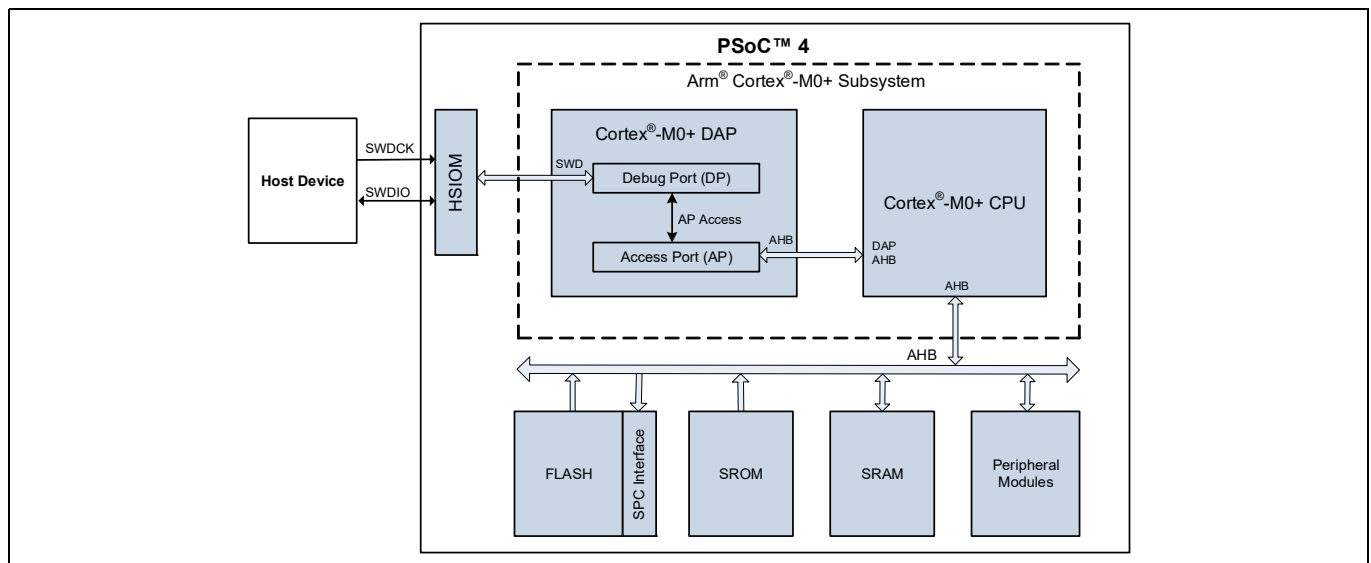 PSoC™ 4
Arm® Cortex®-M0+ Subsystem
Host Device
SWDCK
SWDIO
HSIOM
SWD
Cortex®-M0+ DAP
Debug Port (DP)
AP Access
Access Port (AP)
AHB
Cortex®-M0+ CPU
DAP
AHB
AHB
AHB
FLASH
SPC Interface
SROM
SRAM
Peripheral
Modules